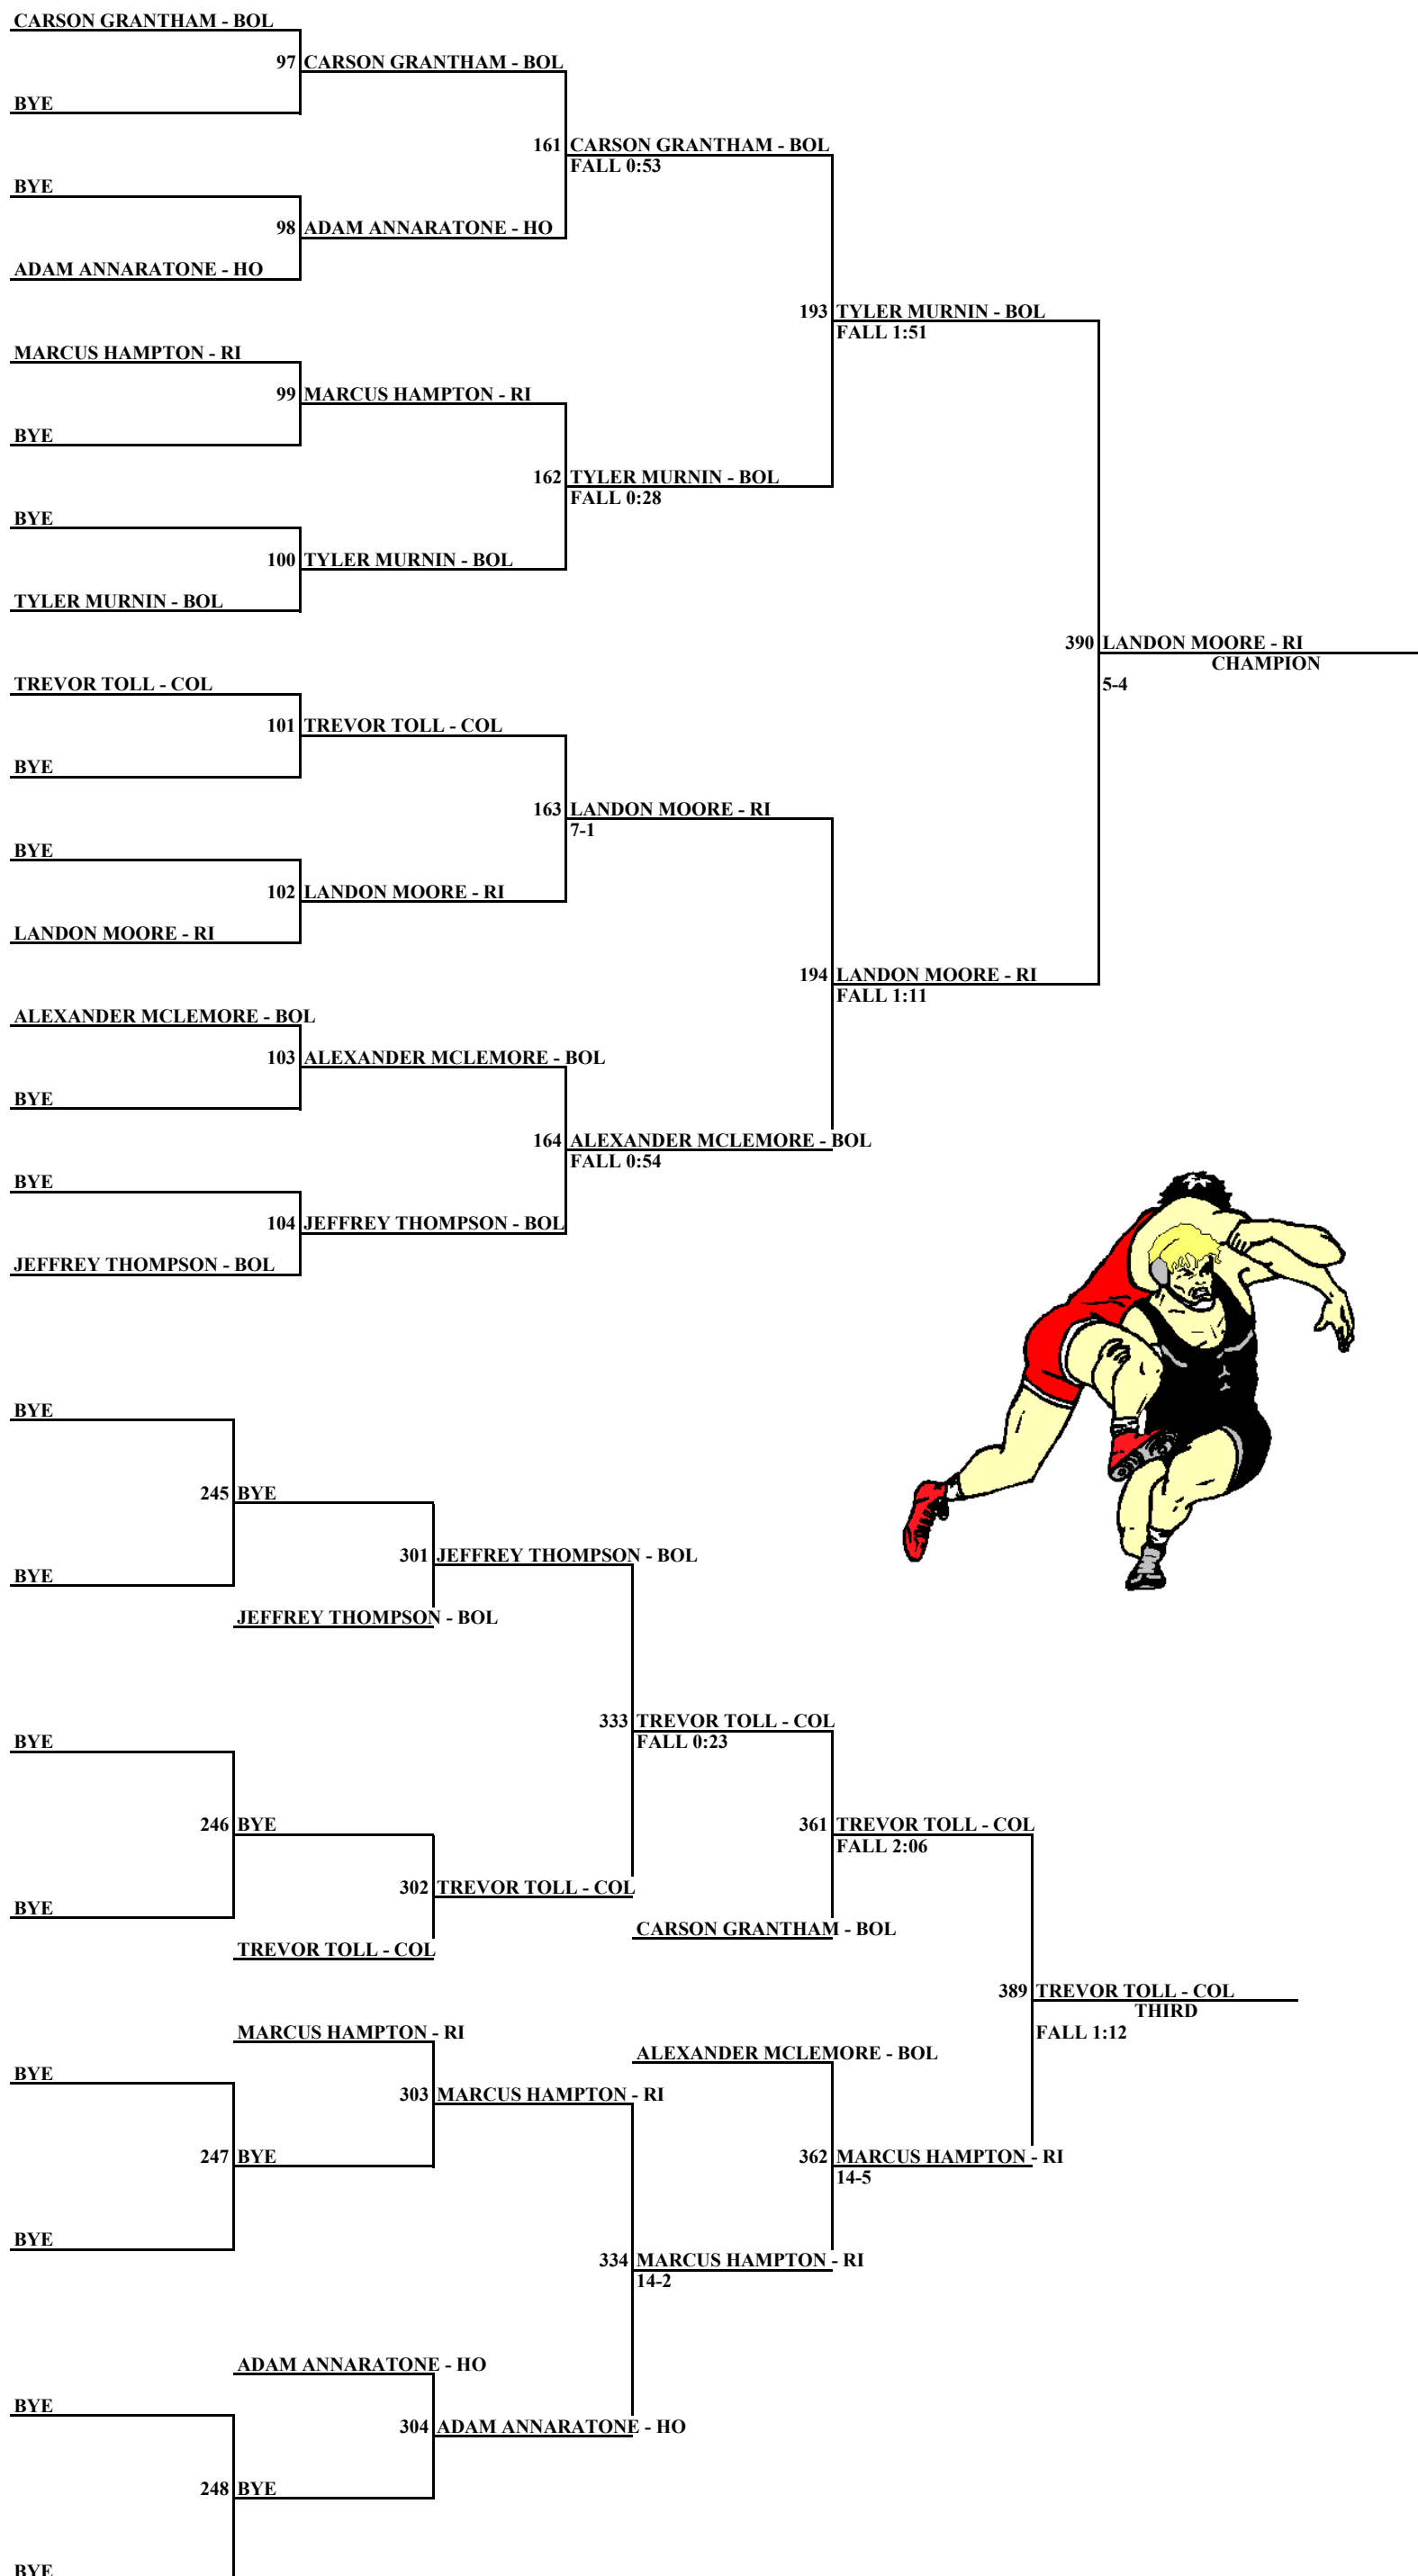 CARSON GRANTHAM - BOL
97 CARSON GRANTHAM - BOL
BYE
161 CARSON GRANTHAM - BOL
FALL 0:53
BYE
98 ADAM ANNARATONE - HO
ADAM ANNARATONE - HO
193 TYLER MURNIN - BOL
FALL 1:51
MARCUS HAMPTON - RI
99 MARCUS HAMPTON - RI
BYE
162 TYLER MURNIN - BOL
FALL 0:28
BYE
100 TYLER MURNIN - BOL
TYLER MURNIN - BOL
390 LANDON MOORE - RI
CHAMPION
5-4
TREVOR TOLL - COL
101 TREVOR TOLL - COL
BYE
163 LANDON MOORE - RI
7-1
BYE
102 LANDON MOORE - RI
LANDON MOORE - RI
194 LANDON MOORE - RI
FALL 1:11
ALEXANDER MCLEMORE - BOL
103 ALEXANDER MCLEMORE - BOL
BYE
164 ALEXANDER MCLEMORE - BOL
FALL 0:54
BYE
104 JEFFREY THOMPSON - BOL
JEFFREY THOMPSON - BOL
BYE
245 BYE
301 JEFFREY THOMPSON - BOL
BYE
JEFFREY THOMPSON - BOL
333 TREVOR TOLL - COL
FALL 0:23
BYE
246 BYE
361 TREVOR TOLL - COL
FALL 2:06
302 TREVOR TOLL - COL
BYE
CARSON GRANTHAM - BOL
TREVOR TOLL - COL
389 TREVOR TOLL - COL
THIRD
FALL 1:12
MARCUS HAMPTON - RI
ALEXANDER MCLEMORE - BOL
BYE
303 MARCUS HAMPTON - RI
247 BYE
362 MARCUS HAMPTON - RI
14-5
BYE
334 MARCUS HAMPTON - RI
14-2
ADAM ANNARATONE - HO
BYE
304 ADAM ANNARATONE - HO
248 BYE
BYE